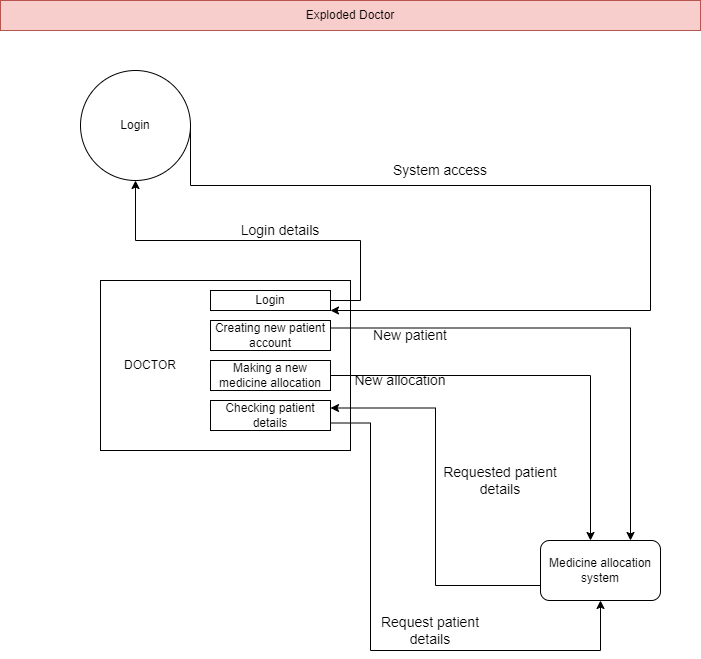 Exploded Doctor
Login
System access
Login details
Login
Creating new patient
account
New patient
DOCTOR
Making a new
medicine allocation
New allocation
Checking patient
details
Requested patient
details
Medicine allocation
system
Request patient
details